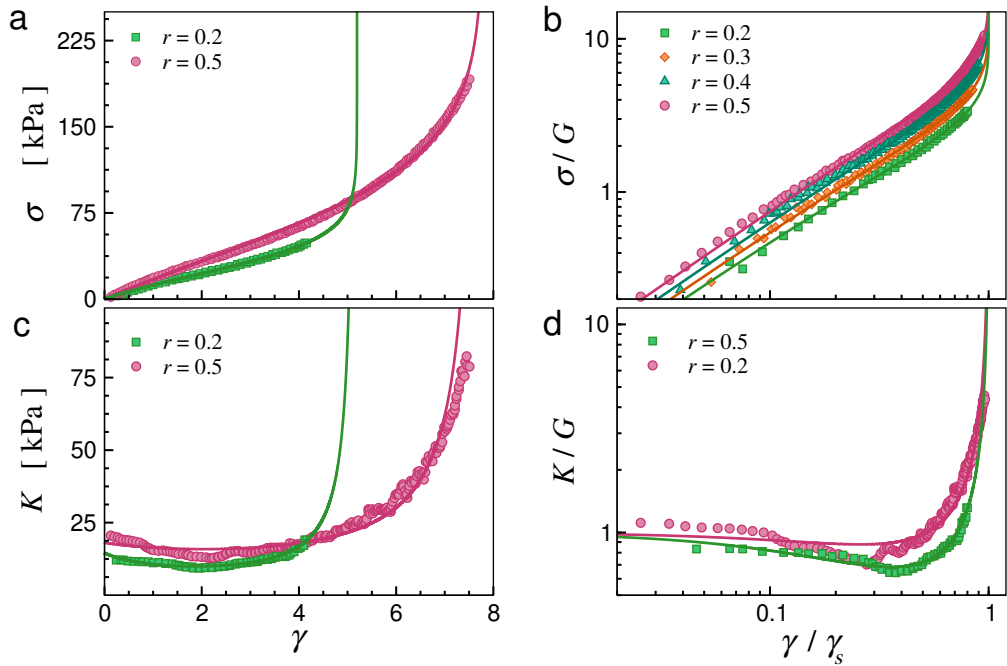 a
225
150
75
0
σ [ kPa]
r = 0.2
r = 0.5
b
10
1
σ / G
r = 0.2
r = 0.3
r = 0.4
r = 0.5
c
75
50
25
K [ kPa]
r = 0.2
r = 0.5
0 2 4 6 8
γ
d
10
1
K / G
r = 0.5
r = 0.2
0.1 1
γ / γs